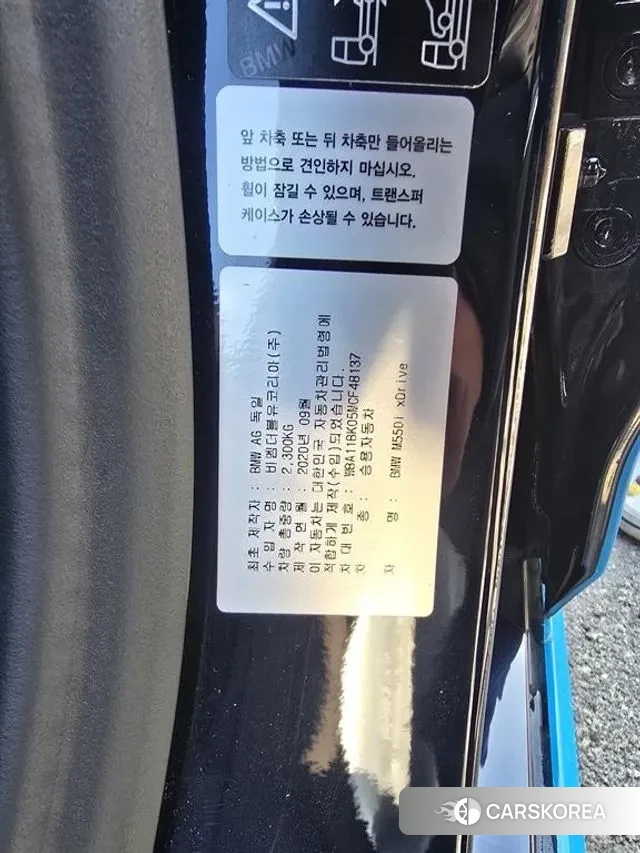 BMW
앞 차축 또는 뒤 차축만 들어올리는
방법으로 견인하지 마십시오.
휠이 잠길 수 있으며, 트랜스퍼
케이스가 손상될 수 있습니다.
최초 제작자 : BMW AG 독일
수입 자명 : 비엠더블유코리아(주)
차량 총중량 : 2,300KG
제 작 연 월 : 2020년 09월
이 자동차는 대한민국 자동차관리법령에
적합하게 제작(수입)되었습니다.
차 대 번 호 : WBA11BK05NCF48137
차 종 : 승용자동차
차 명 : BMW M550i xDrive
CARSKOREA